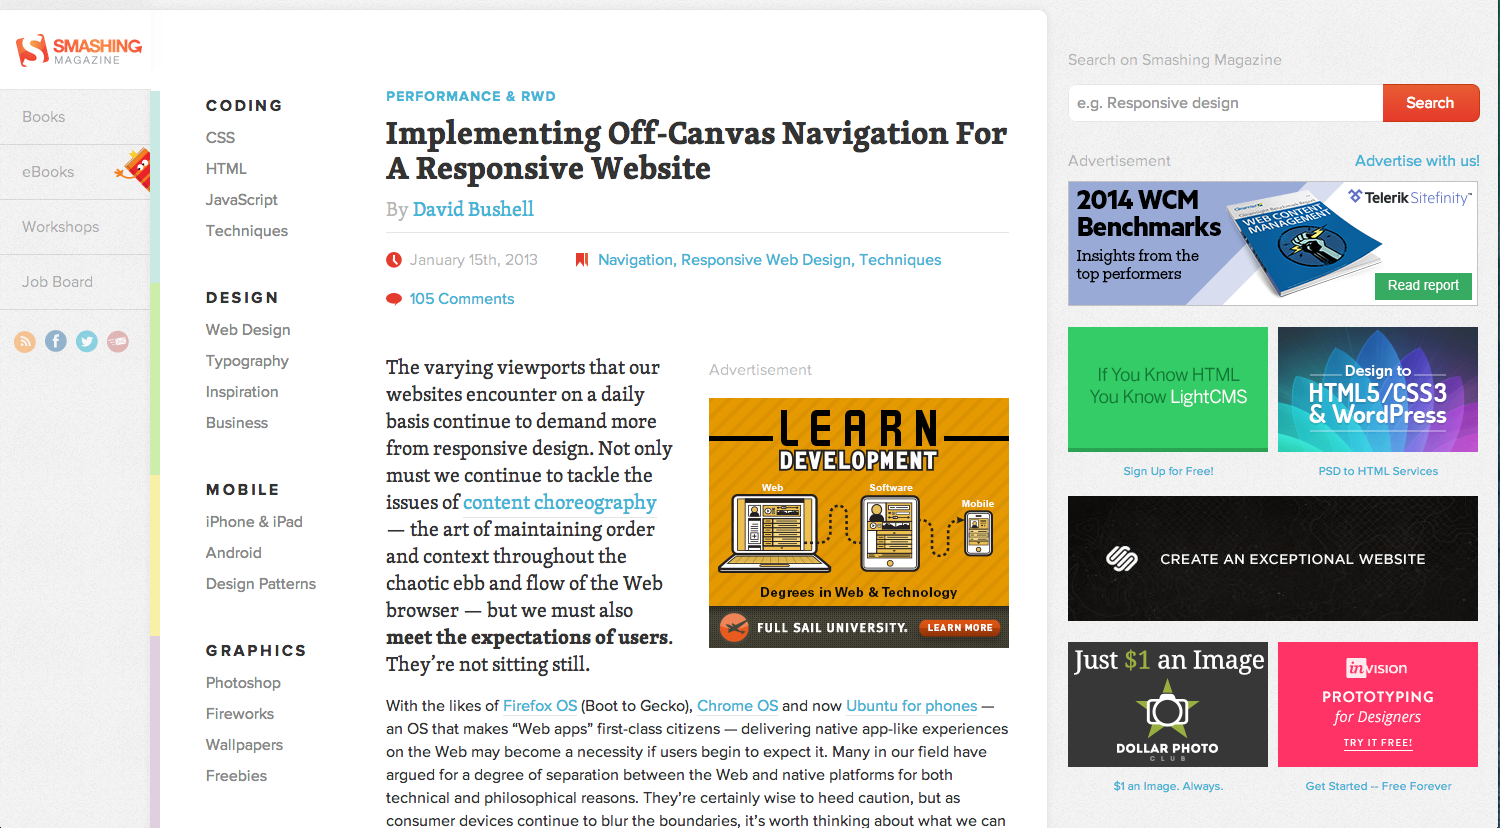 SMASHING
MAGAZINE
Books
eBooks
Workshops
Job Board
CODING
CSS
HTML
JavaScript
Techniques
DESIGN
Web Design
Typography
Inspiration
Business
MOBILE
iPhone & iPad
Android
Design Patterns
GRAPHICS
Photoshop
Fireworks
Wallpapers
Freebies
PERFORMANCE & RWD
Implementing Off-Canvas Navigation For
A Responsive Website
By David Bushell
January 15th, 2013
Navigation, Responsive Web Design, Techniques
105 Comments
The varying viewports that our
websites encounter on a daily
basis continue to demand more
from responsive design. Not only
must we continue to tackle the
issues of content choreography
— the art of maintaining order
and context throughout the
chaotic ebb and flow of the Web
browser — but we must also
meet the expectations of users.
They’re not sitting still.
Advertisement
LEARN
DEVELOPMENT
Web
Software
Mobile
Degrees in Web & Technology
FULL SAIL UNIVERSITY.
LEARN MORE
With the likes of Firefox OS (Boot to Gecko), Chrome OS and now Ubuntu for phones —
an OS that makes “Web apps” first-class citizens — delivering native app-like experiences
on the Web may become a necessity if users begin to expect it. Many in our field have
argued for a degree of separation between the Web and native platforms for both
technical and philosophical reasons. They’re certainly wise to heed caution, but as
consumer devices continue to blur the boundaries, it’s worth thinking about what we can
Search on Smashing Magazine
e.g. Responsive design
Search
Advertisement
Advertise with us!
2014 WCM
Benchmarks
Insights from the
top performers
WEB CONTENT
MANAGEMENT
Telerik Sitefinity™
Read report
If You Know HTML
You Know LightCMS
Sign Up for Free!
Design to
HTML5/CSS3
& WordPress
PSD to HTML Services
CREATE AN EXCEPTIONAL WEBSITE
Just $1 an Image
DOLLAR PHOTO
CLUB
$1 an Image. Always.
inVISION
PROTOTYPING
for Designers
TRY IT FREE!
Get Started -- Free Forever